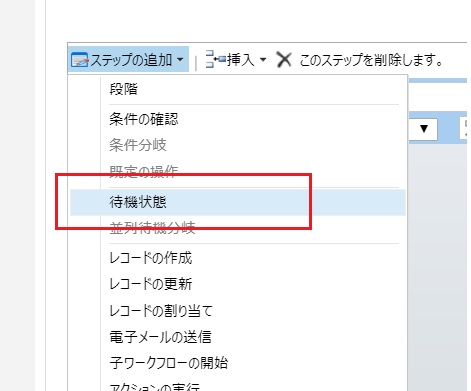 ステップの追加 挿入 このステップを削除します。
段階
条件の確認
条件分岐
既定の操作
待機状態
並列待機分岐
レコードの作成
レコードの更新
レコードの割り当て
電子メールの送信
子ワークフローの開始
アクションの実行